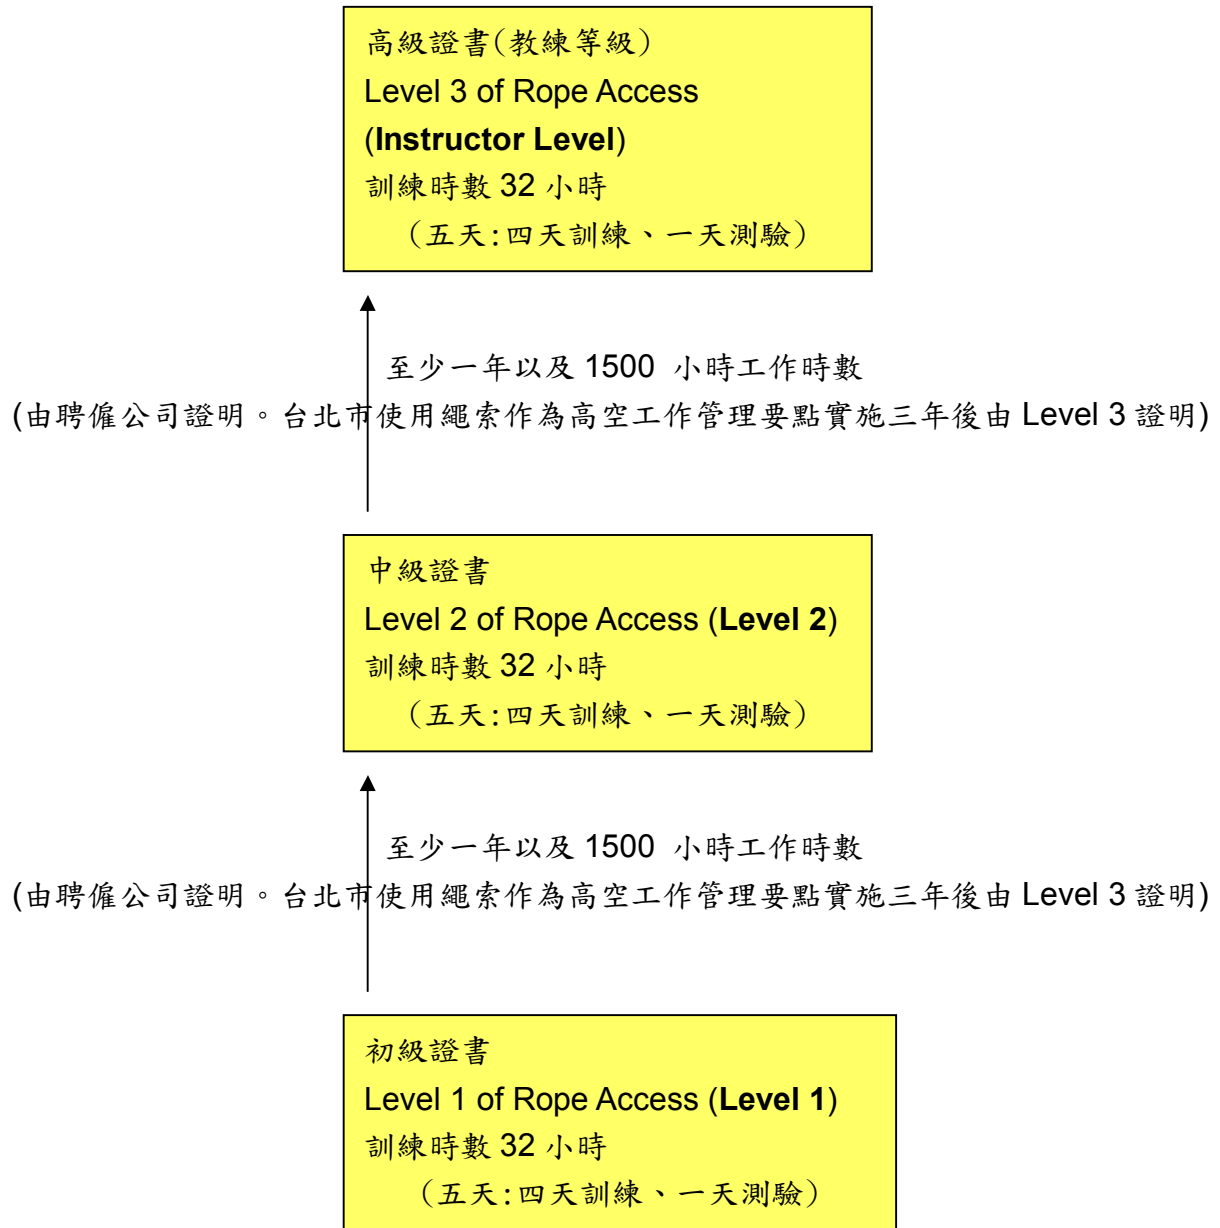 高級證書(教練等級)
Level 3 of Rope Access
(Instructor Level)
訓練時數 32 小時
(五天:四天訓練、一天測驗)
至少一年以及 1500 小時工作時數
(由聘僱公司證明。台北市使用繩索作為高空工作管理要點實施三年後由 Level 3 證明)
中級證書
Level 2 of Rope Access (Level 2)
訓練時數 32 小時
(五天:四天訓練、一天測驗)
至少一年以及 1500 小時工作時數
(由聘僱公司證明。台北市使用繩索作為高空工作管理要點實施三年後由 Level 3 證明)
初級證書
Level 1 of Rope Access (Level 1)
訓練時數 32 小時
(五天:四天訓練、一天測驗)